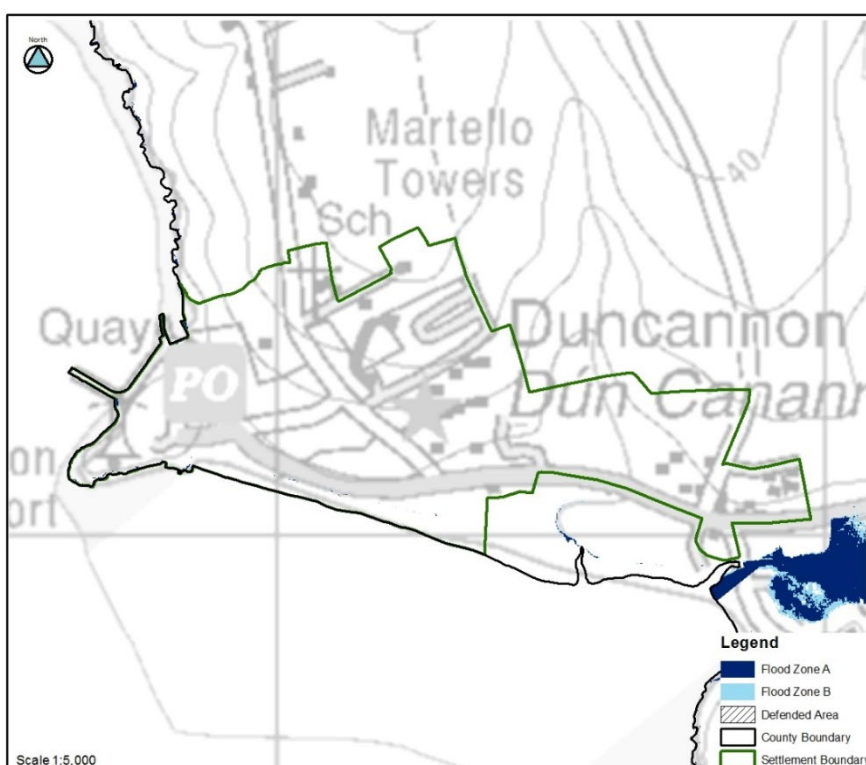 North
Martello
Towers
Sch
40
Quay
PO
Duncannon
Dún Canann
on
ort
Legend
Flood Zone A
Flood Zone B
Defended Area
County Boundary
Settlement Boundary
Scale 1:5,000